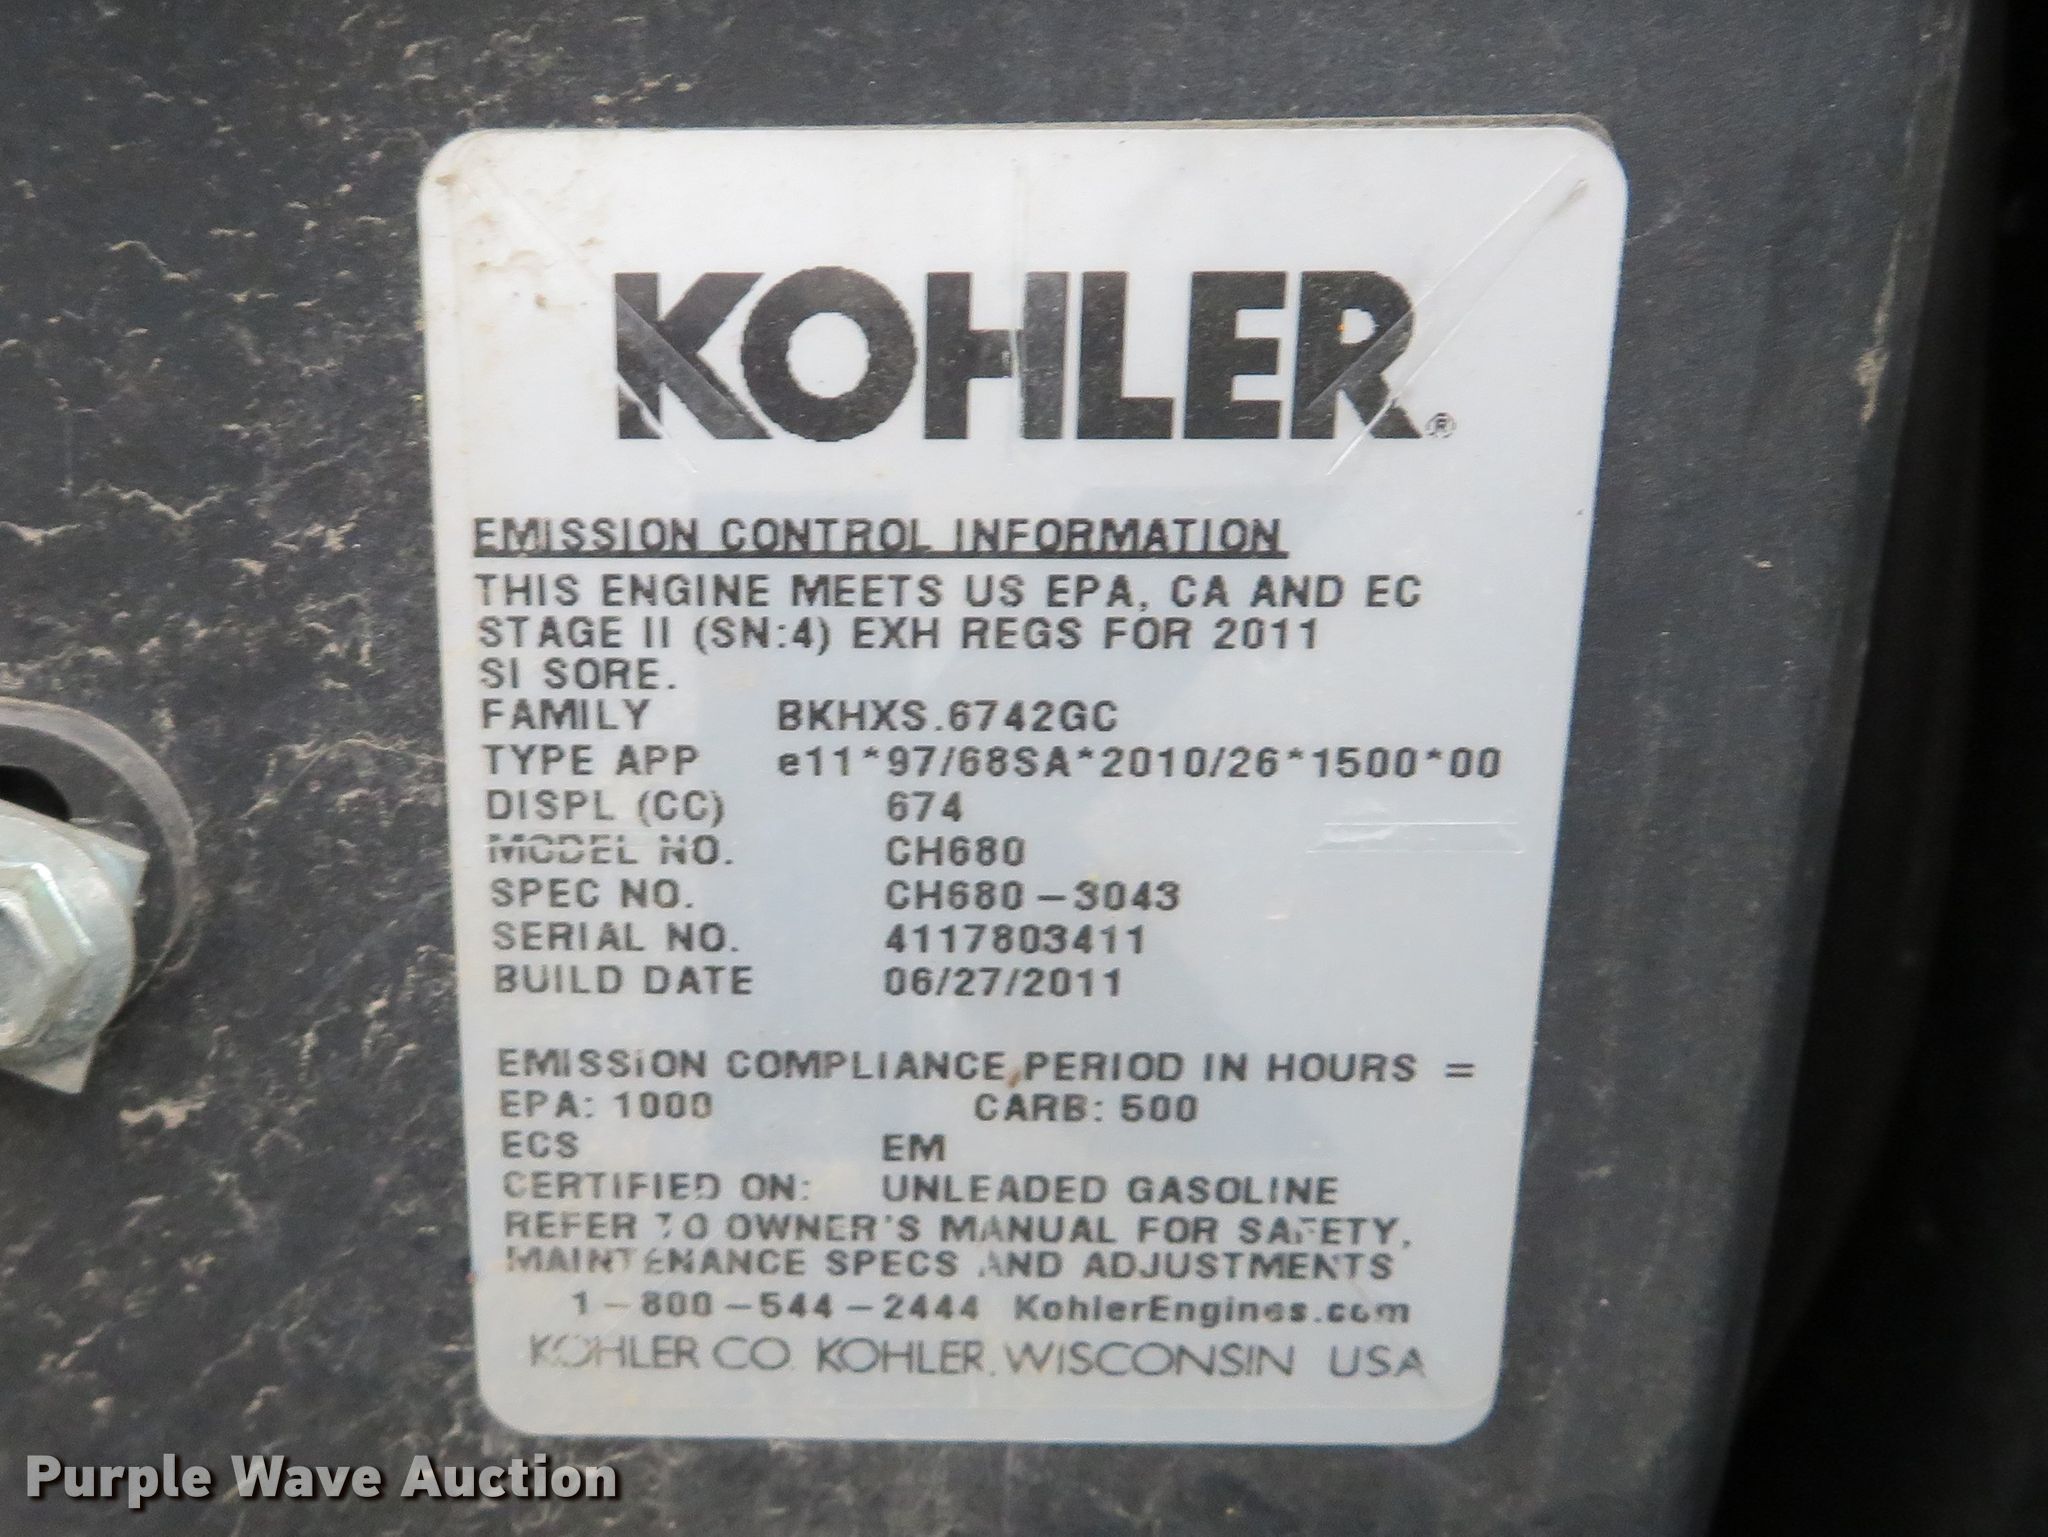 KOHLER®
EMISSION CONTROL INFORMATION
THIS ENGINE MEETS US EPA, CA AND EC
STAGE II (SN:4) EXH REGS FOR 2011
SI SORE.
FAMILY BKHXS.6742GC
TYPE APP e11*97/68SA*2010/26*1500*00
DISPL (CC) 674
MODEL NO. CH680
SPEC NO. CH680-3043
SERIAL NO. 4117803411
BUILD DATE 06/27/2011
EMISSION COMPLIANCE PERIOD IN HOURS =
EPA: 1000 CARB: 500
ECS EM
CERTIFIED ON: UNLEADED GASOLINE
REFER TO OWNER'S MANUAL FOR SAFETY,
MAINTENANCE SPECS AND ADJUSTMENTS
1-800-544-2444 KohlerEngines.com
KOHLER CO. KOHLER, WISCONSIN USA
Purple Wave Auction